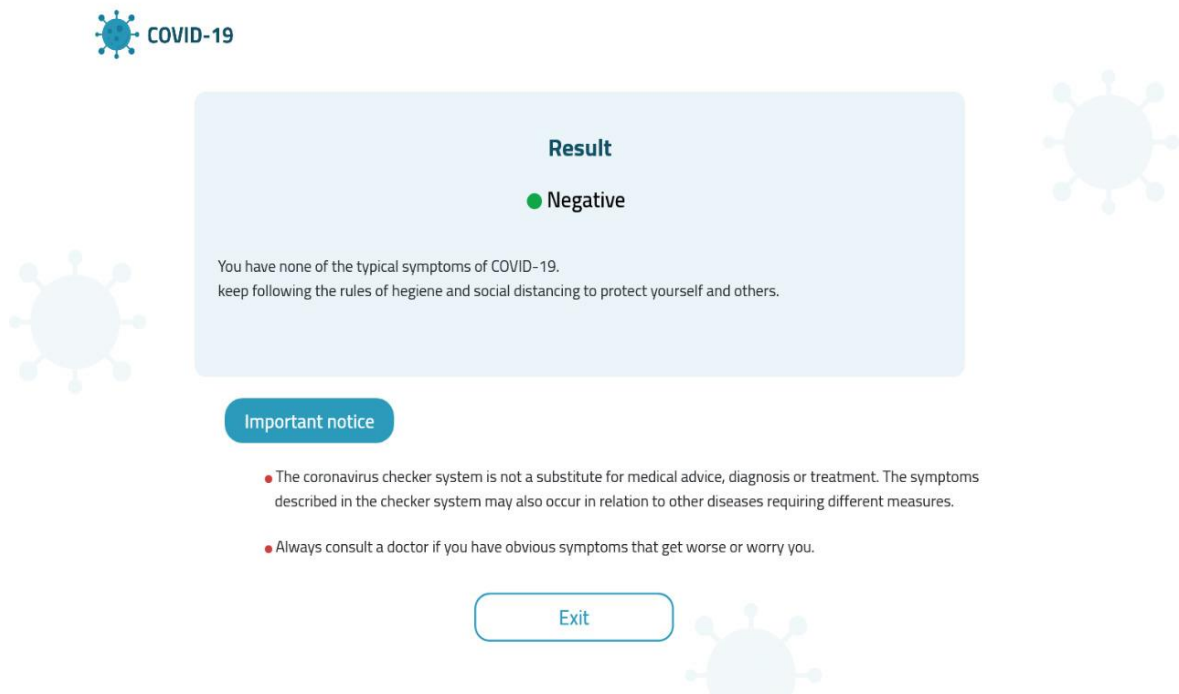 COVID-19
Result
Negative
You have none of the typical symptoms of COVID-19.
keep following the rules of hegiene and social distancing to protect yourself and others.
Important notice
The coronavirus checker system is not a substitute for medical advice, diagnosis or treatment. The symptoms
described in the checker system may also occur in relation to other diseases requiring different measures.
Always consult a doctor if you have obvious symptoms that get worse or worry you.
Exit